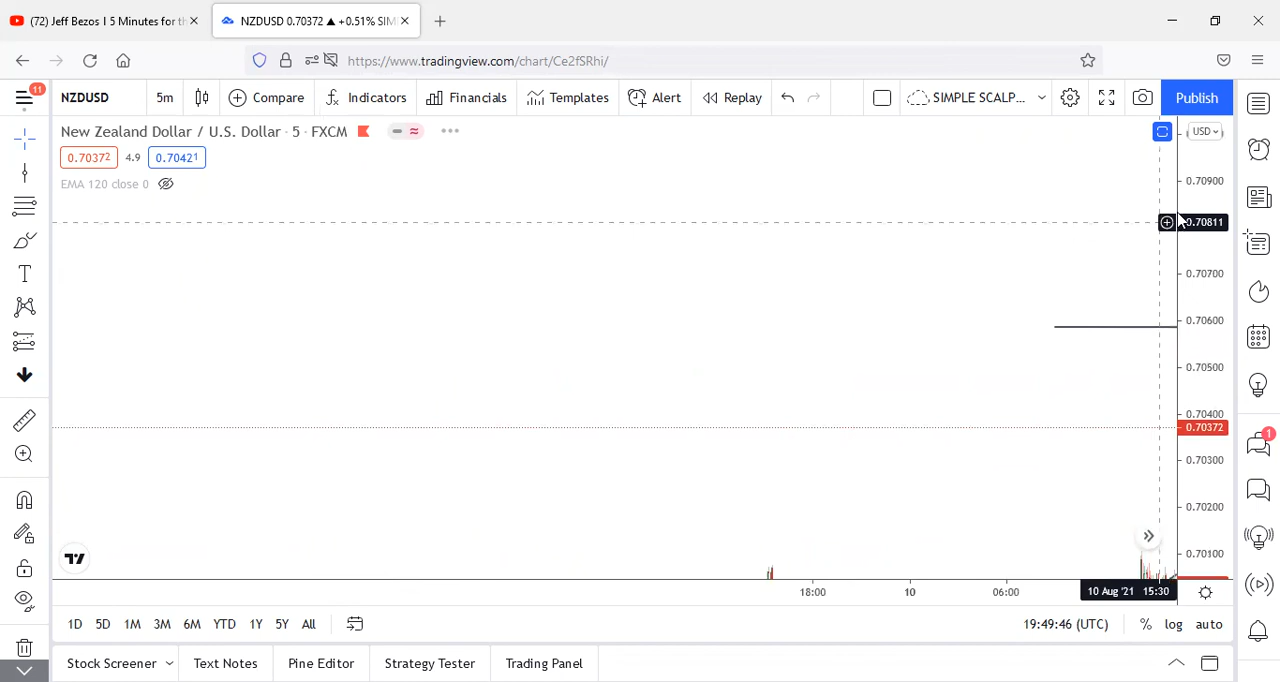 (72) Jeff Bezos I 5 Minutes for th
NZDUSD 0.70372 ▲ +0.51% SIM
https://www.tradingview.com/chart/Ce2fSRhi/
11
NZDUSD
5m
Compare
Indicators
Financials
Templates
Alert
Replay
SIMPLE SCALP...
Publish
New Zealand Dollar / U.S. Dollar · 5 · FXCM
USD
0.70372
4.9
0.70421
EMA 120 close 0
0.70900
0.70811
0.70700
0.70600
0.70500
0.70400
0.70372
0.70300
0.70200
0.70100
1
18:00
10
06:00
10 Aug '21 15:30
1D
5D
1M
3M
6M
YTD
1Y
5Y
All
19:49:46 (UTC)
%
log
auto
Stock Screener
Text Notes
Pine Editor
Strategy Tester
Trading Panel